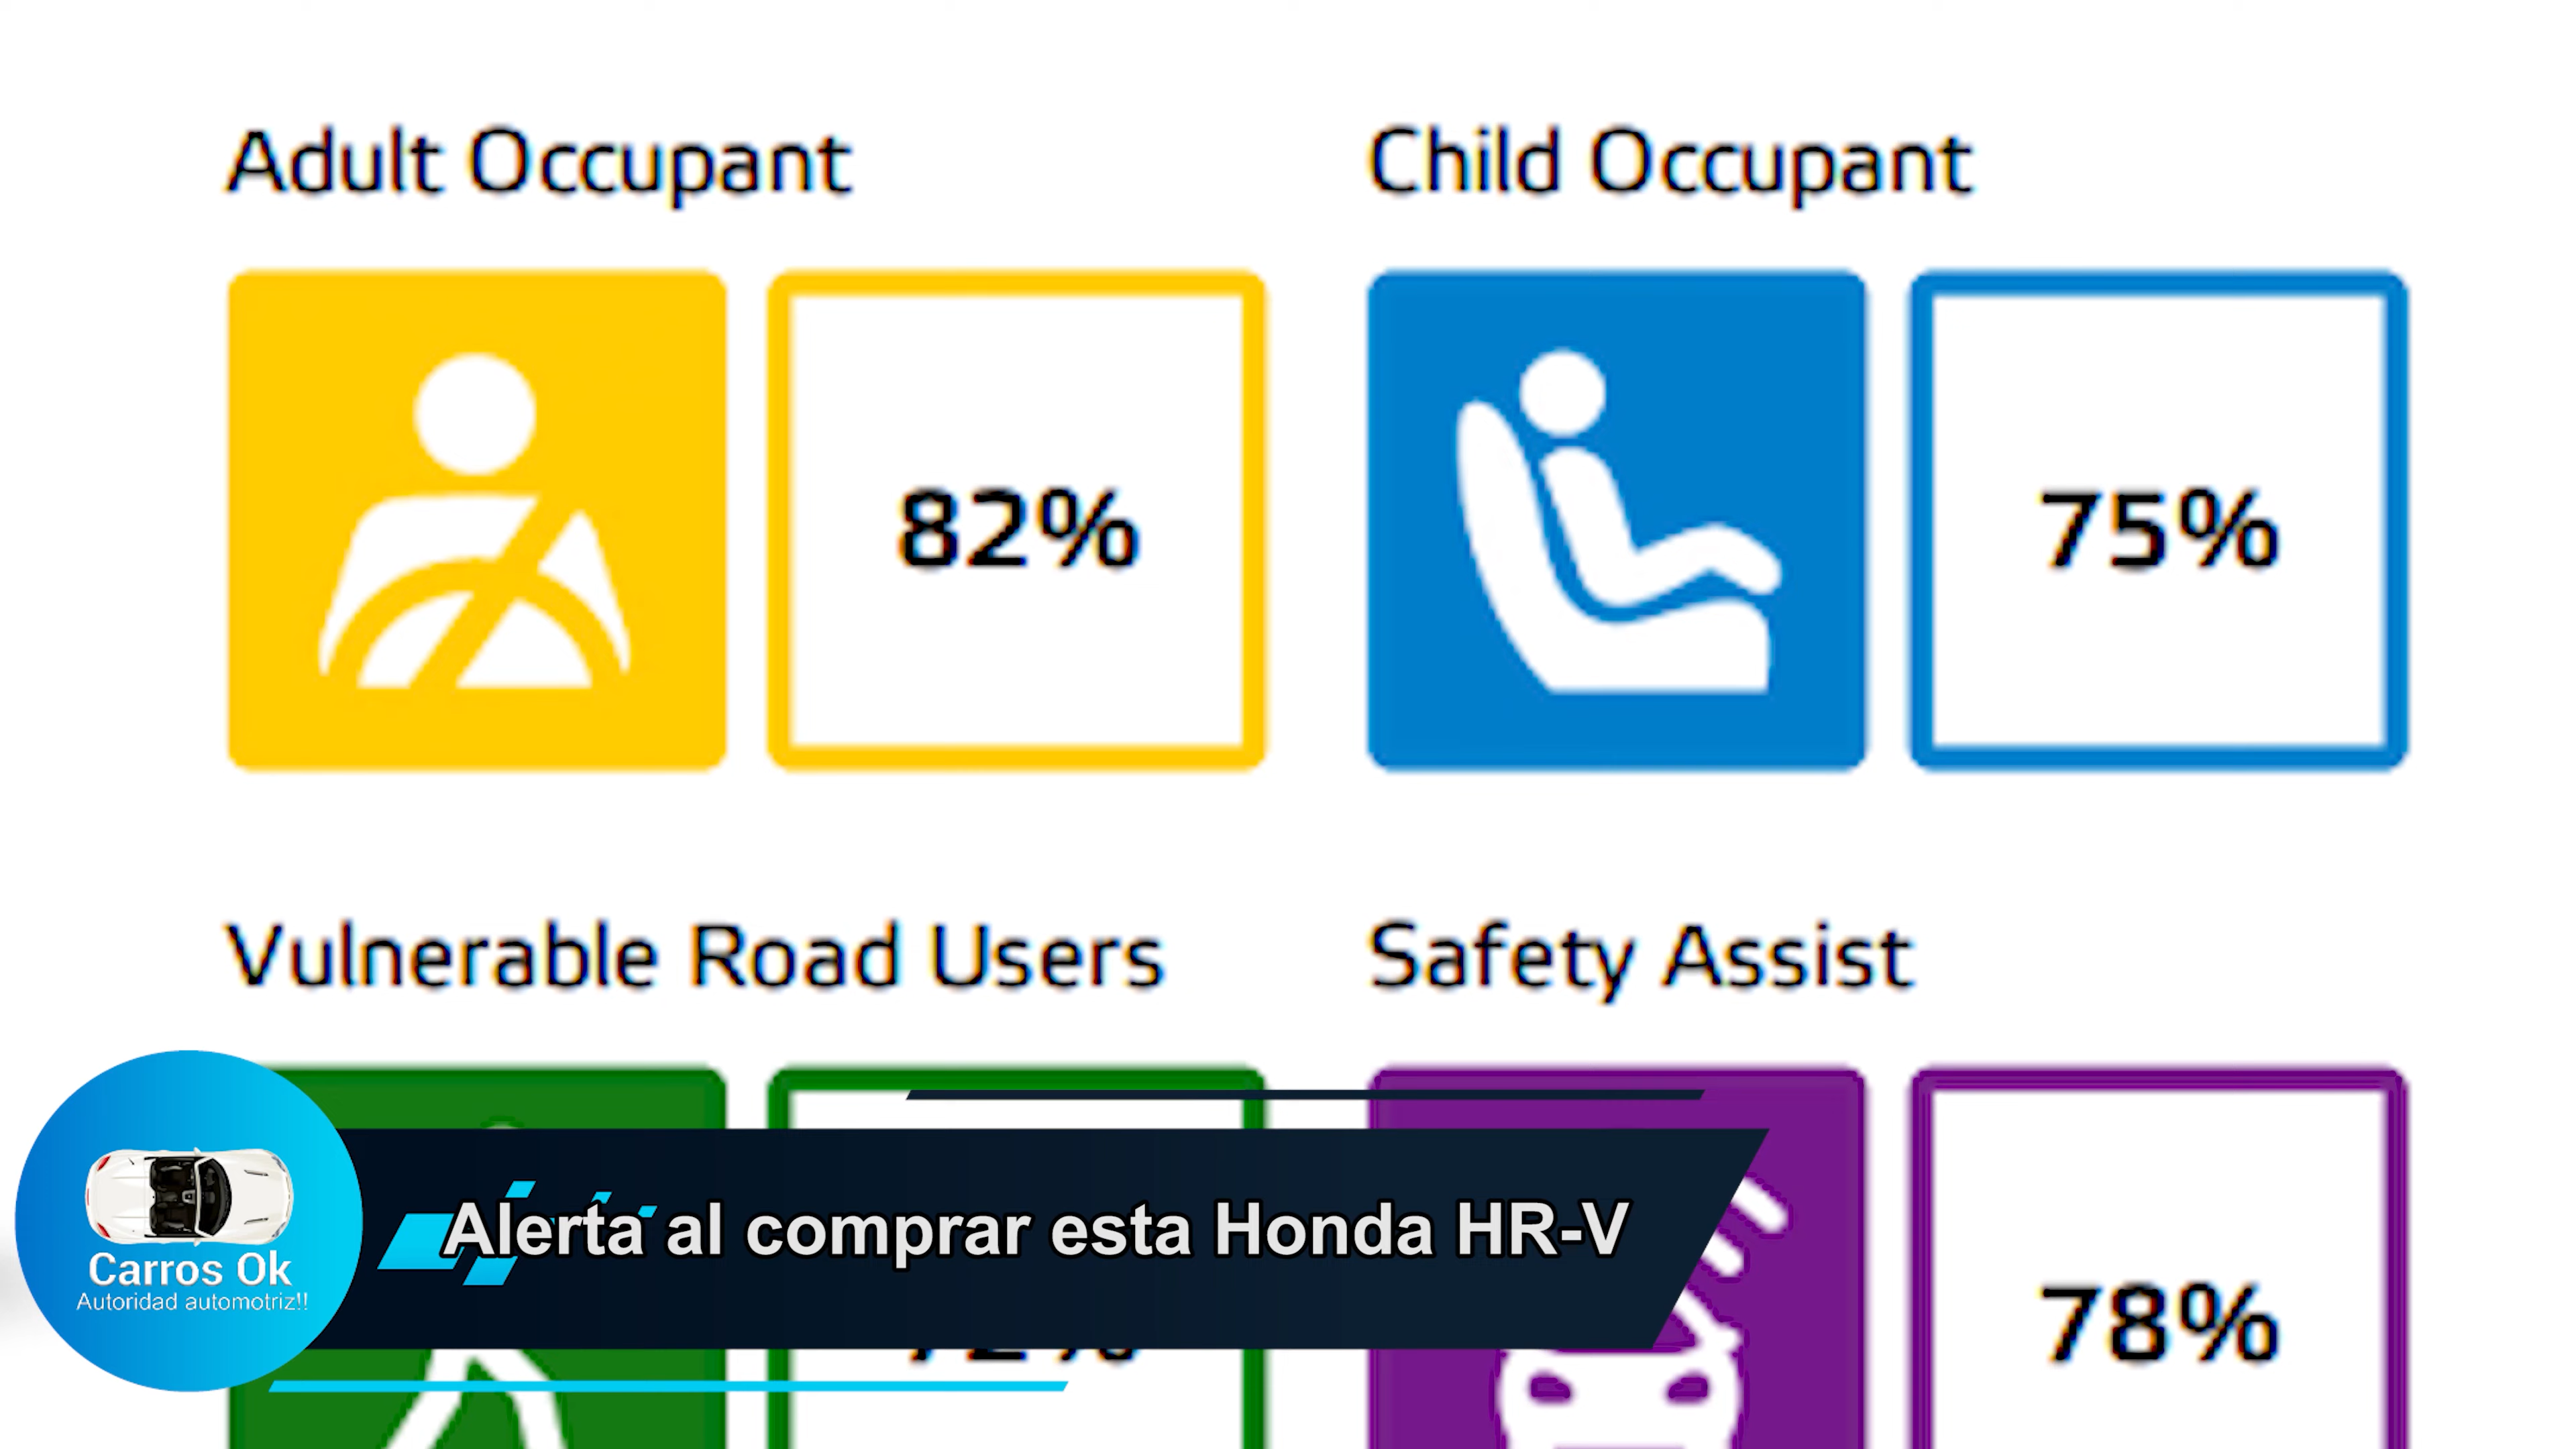 Adult Occupant
Child Occupant
82%
75%
Vulnerable Road Users
Safety Assist
Alerta al comprar esta Honda HR-V
Carros Ok
Autoridad automotriz!!
78%